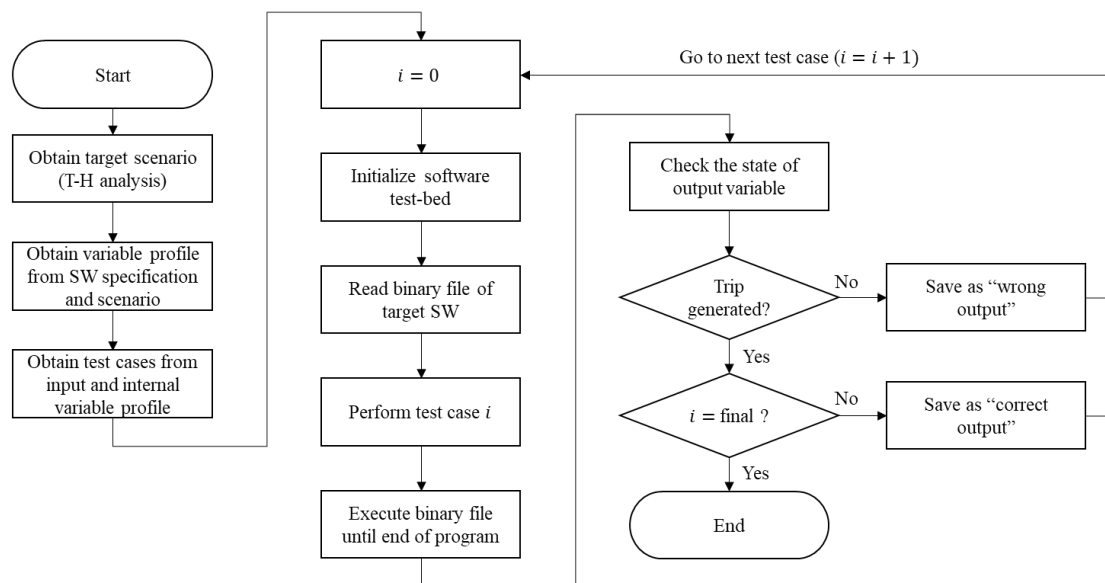 Start
Obtain target scenario
(T-H analysis)
Obtain variable profile
from SW specification
and scenario
Obtain test cases from
input and internal
variable profile
i = 0
Initialize software
test-bed
Read binary file of
target SW
Perform test case i
Execute binary file
until end of program
Go to next test case (i = i + 1)
Check the state of
output variable
Trip
generated?
No
Save as “wrong
output”
Yes
i = final ?
No
Save as “correct
output”
Yes
End